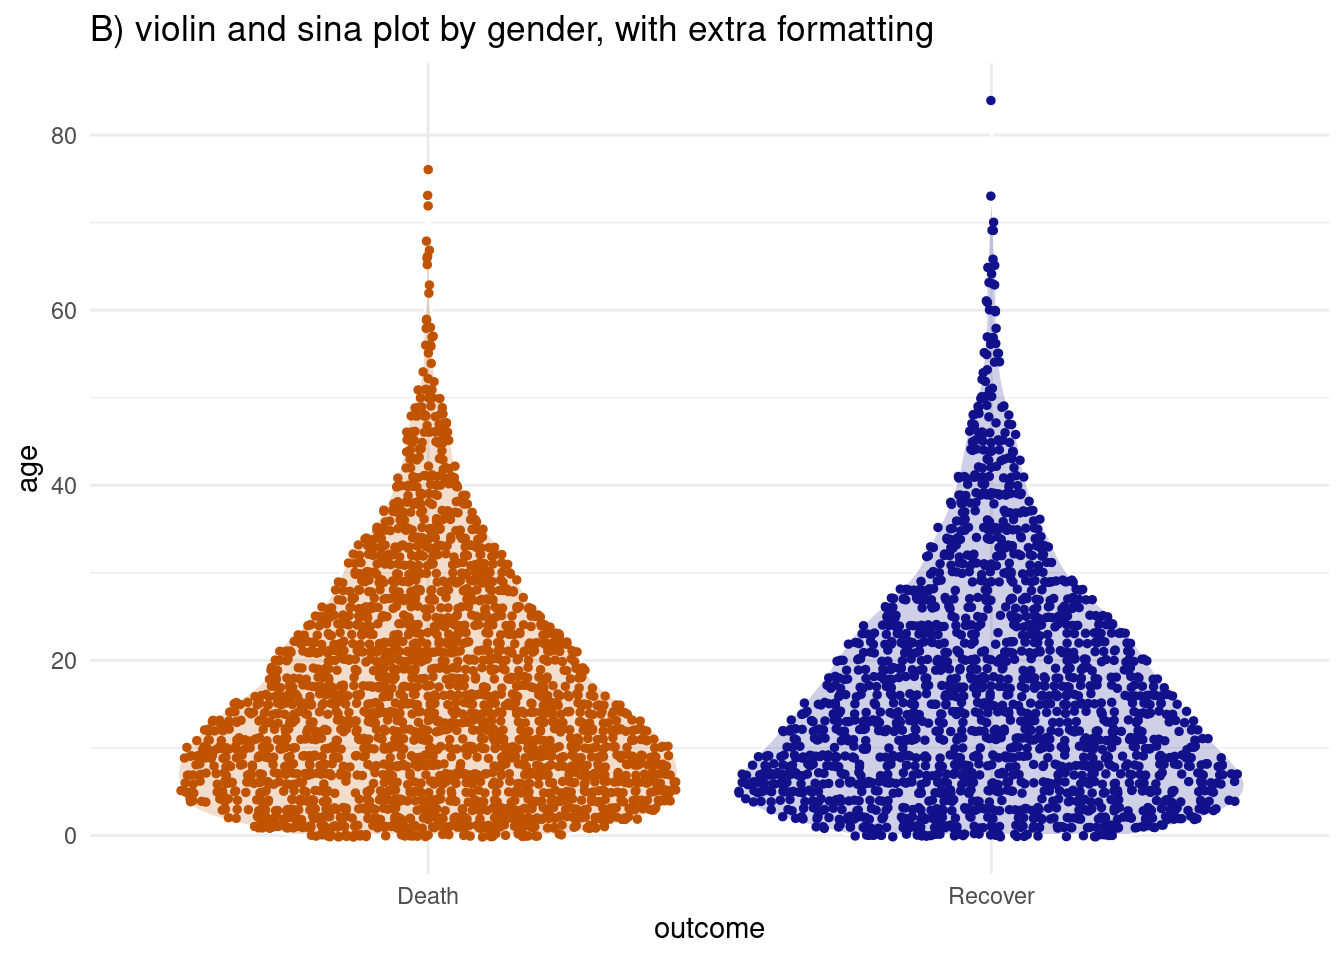 B) violin and sina plot by gender, with extra formatting
80
60
40
20
0
age
Death
Recover
outcome